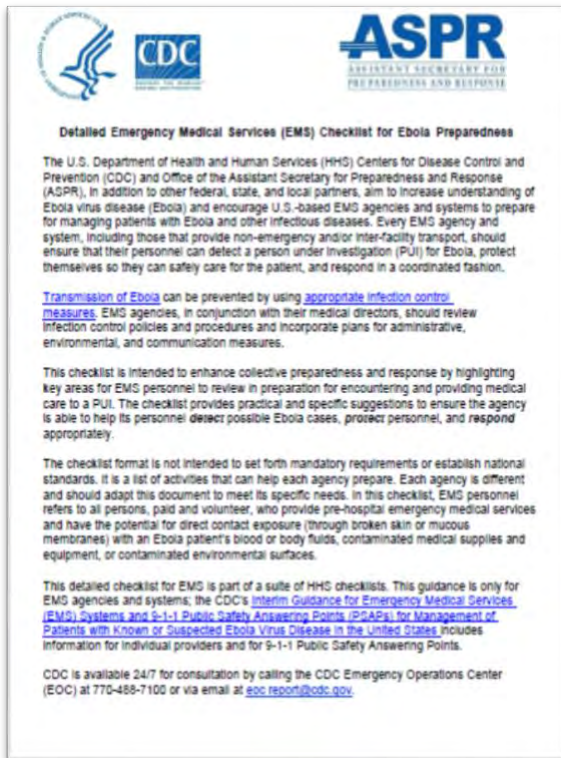 CDC
ASPR
ASSISTANT SECRETARY FOR
PREPAREDNESS AND RESPONSE
Detailed Emergency Medical Services (EMS) Checklist for Ebola Preparedness
The U.S. Department of Health and Human Services (HHS) Centers for Disease Control and
Prevention (CDC) and Office of the Assistant Secretary for Preparedness and Response
(ASPR), in addition to other federal, state, and local partners, aim to increase understanding of
Ebola virus disease (Ebola) and encourage U.S.-based EMS agencies and systems to prepare
for managing patients with Ebola and other infectious diseases. Every EMS agency and
system, including those that provide non-emergency and/or inter-facility transport, should
ensure that their personnel can detect a person under investigation (PUI) for Ebola, protect
themselves so they can safely care for the patient, and respond in a coordinated fashion.
Transmission of Ebola can be prevented by using appropriate infection control
measures. EMS agencies, in conjunction with their medical directors, should review
infection control policies and procedures and incorporate plans for administrative,
environmental, and communication measures.
This checklist is intended to enhance collective preparedness and response by highlighting
key areas for EMS personnel to review in preparation for encountering and providing medical
care to a PUI. The checklist provides practical and specific suggestions to ensure the agency
is able to help its personnel detect possible Ebola cases, protect personnel, and respond
appropriately.
The checklist format is not intended to set forth mandatory requirements or establish national
standards. It is a list of activities that can help each agency prepare. Each agency is different
and should adapt this document to meet its specific needs. In this checklist, EMS personnel
refers to all persons, paid and volunteer, who provide pre-hospital emergency medical services
and have the potential for direct contact exposure (through broken skin or mucous
membranes) with an Ebola patient's blood or body fluids, contaminated medical supplies and
equipment, or contaminated environmental surfaces.
This detailed checklist for EMS is part of a suite of HHS checklists. This guidance is only for
EMS agencies and systems; the CDC's Interim Guidance for Emergency Medical Services
(EMS) Systems and 9-1-1 Public Safety Answering Points (PSAPs) for Management of
Patients with Known or Suspected Ebola Virus Disease in the United States includes
information for individual providers and for 9-1-1 Public Safety Answering Points.
CDC is available 24/7 for consultation by calling the CDC Emergency Operations Center
(EOC) at 770-488-7100 or via email at eoc report@cdc.gov.